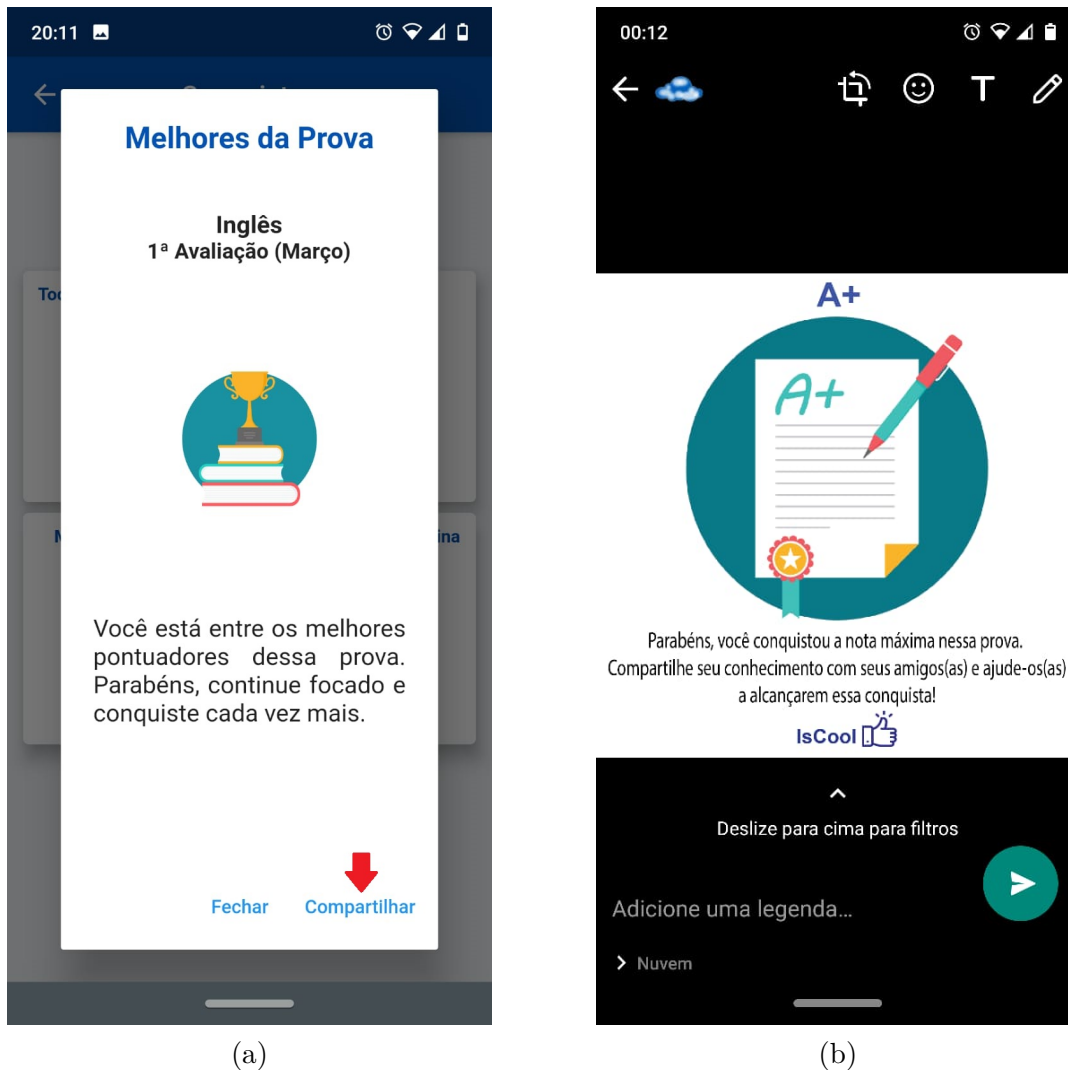 20:11
Melhores da Prova
Inglês
1ª Avaliação (Março)
Você está entre os melhores
pontuadores dessa prova.
Parabéns, continue focado e
conquiste cada vez mais.
Fechar Compartilhar
(a)
00:12
T
A+
A+
Parabéns, você conquistou a nota máxima nessa prova.
Compartilhe seu conhecimento com seus amigos(as) e ajude-os(as)
a alcançarem essa conquista!
IsCool
Deslize para cima para filtros
Adicione uma legenda...
Nuvem
(b)